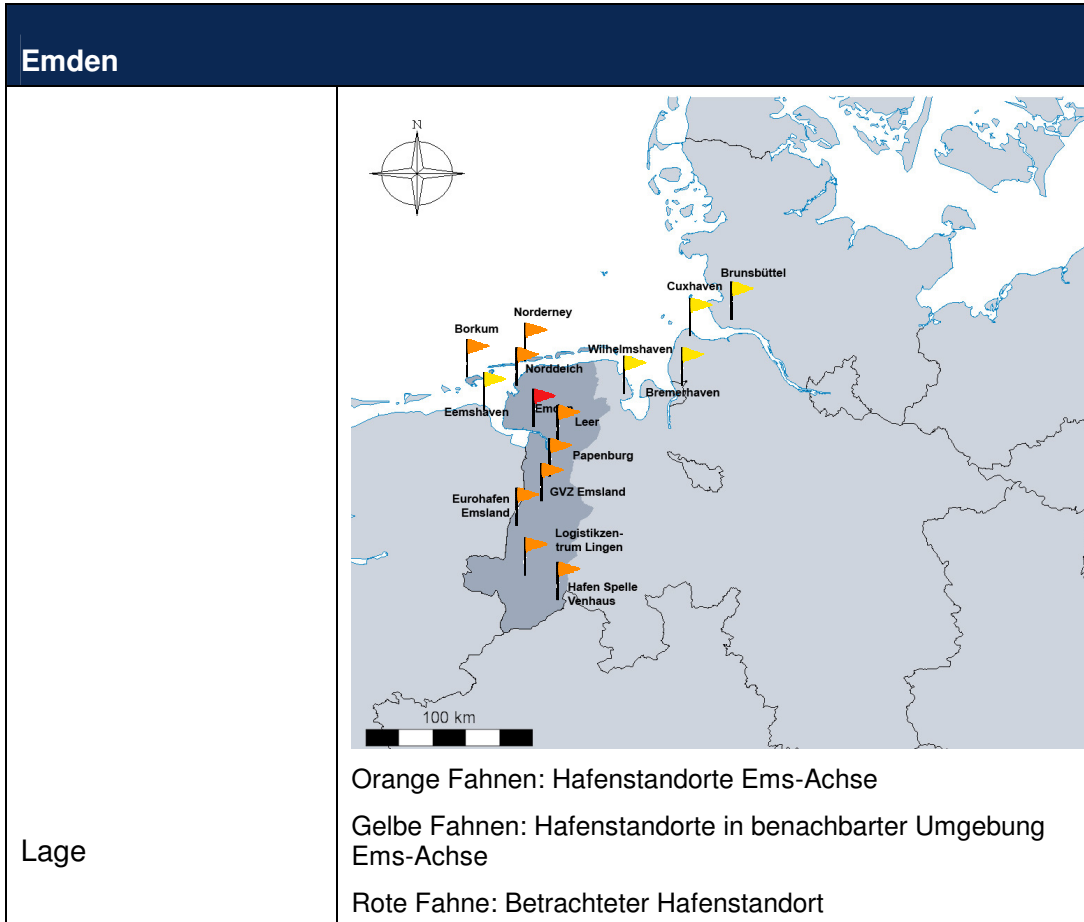 Emden
N
Brunsbüttel
Cuxhaven
Norderney
Borkum
Wilhelmshaven
Norddeich
Bremerhaven
Eemshaven
Emden
Leer
Papenburg
GVZ Emsland
Eurohafen
Emsland
Logistikzen-
trum Lingen
Hafen Spelle
Venhaus
100 km
Lage
Orange Fahnen: Hafenstandorte Ems-Achse
Gelbe Fahnen: Hafenstandorte in benachbarter Umgebung
Ems-Achse
Rote Fahne: Betrachteter Hafenstandort